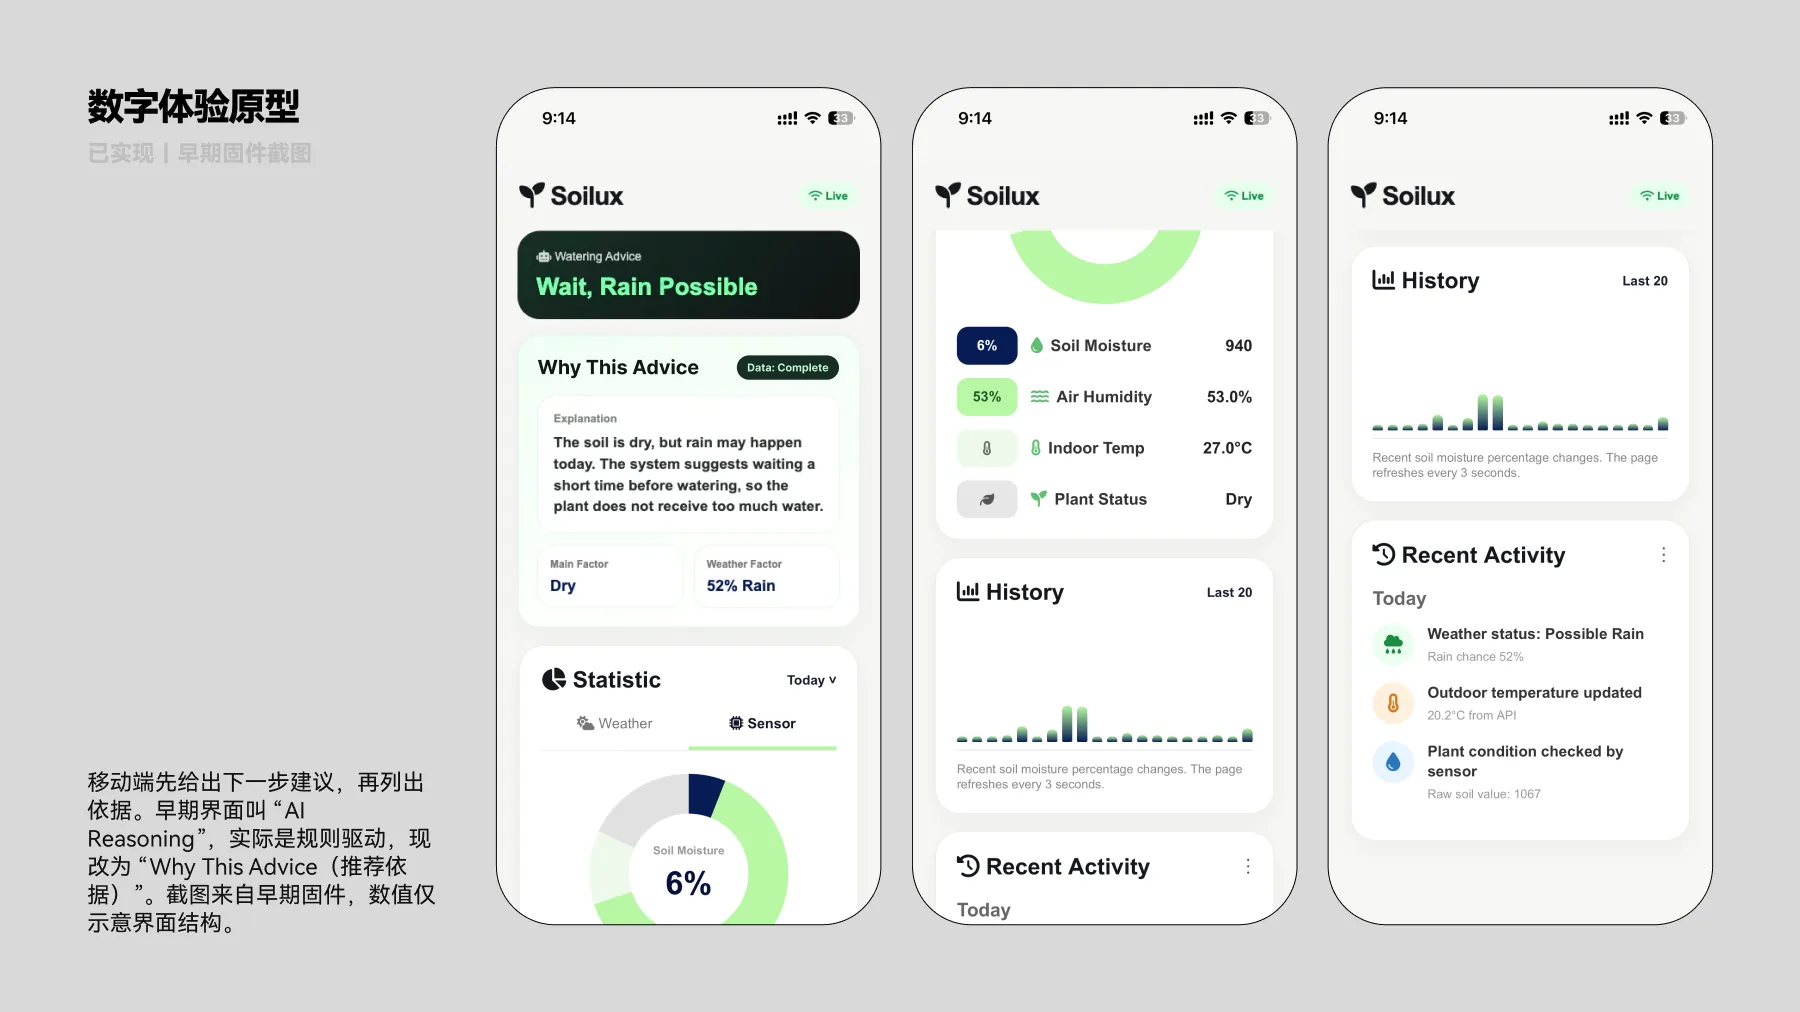 数字体验原型
已实现丨早期固件截图
移动端先给出下一步建议，再列出
依据。早期界面叫 “AI
Reasoning”，实际是规则驱动，现
改为 “Why This Advice（推荐依
据）”。截图来自早期固件，数值仅
示意界面结构。
9:14
33
Soilux
Live
Watering Advice
Wait, Rain Possible
Why This Advice
Data: Complete
Explanation
The soil is dry, but rain may happen
today. The system suggests waiting a
short time before watering, so the
plant does not receive too much water.
Main Factor
Dry
Weather Factor
52% Rain
Statistic
Today v
Weather
Sensor
Soil Moisture
6%
9:14
33
Soilux
Live
6%
Soil Moisture
940
53%
Air Humidity
53.0%
Indoor Temp
27.0°C
Plant Status
Dry
History
Last 20
Recent soil moisture percentage changes. The page
refreshes every 3 seconds.
Recent Activity
Today
9:14
33
Soilux
Live
History
Last 20
Recent soil moisture percentage changes. The page
refreshes every 3 seconds.
Recent Activity
Today
Weather status: Possible Rain
Rain chance 52%
Outdoor temperature updated
20.2°C from API
Plant condition checked by
sensor
Raw soil value: 1067